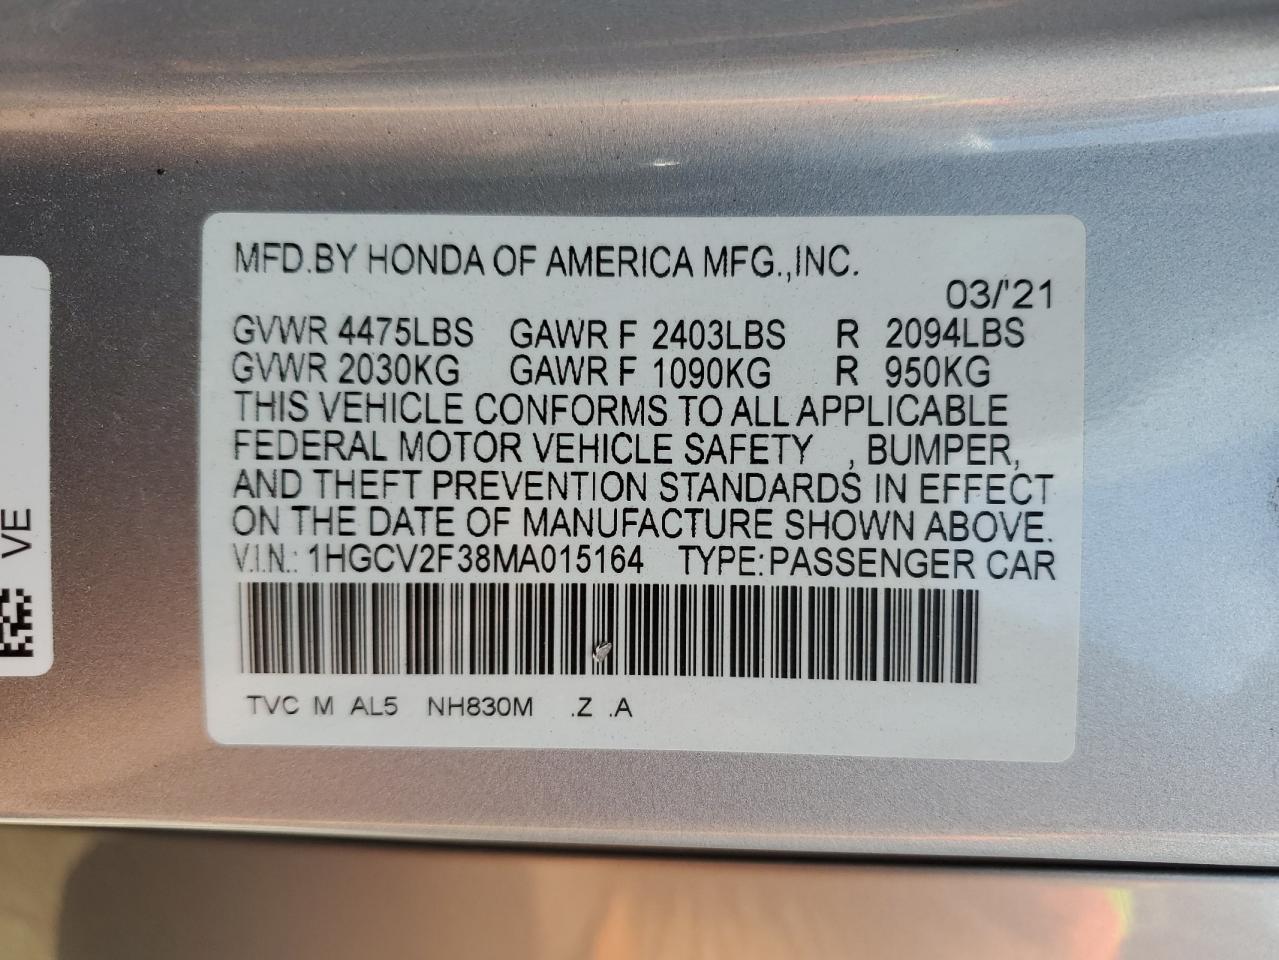 MFD.BY HONDA OF AMERICA MFG.,INC.
03/'21
GVWR 4475LBS GAWR F 2403LBS R 2094LBS
GVWR 2030KG GAWR F 1090KG R 950KG
THIS VEHICLE CONFORMS TO ALL APPLICABLE
FEDERAL MOTOR VEHICLE SAFETY , BUMPER,
AND THEFT PREVENTION STANDARDS IN EFFECT
ON THE DATE OF MANUFACTURE SHOWN ABOVE.
V.I.N.: 1HGCV2F38MA015164 TYPE:PASSENGER CAR
TVC M AL5 NH830M .Z .A
VE